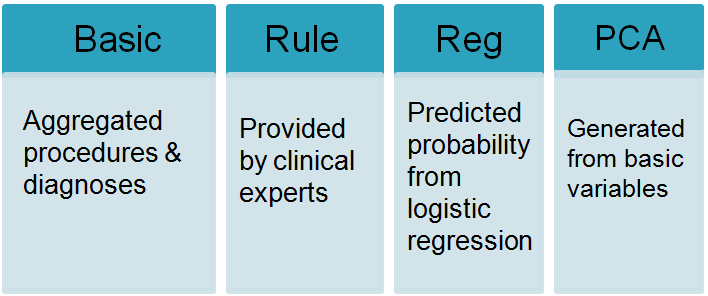 Basic
Aggregated
procedures &
diagnoses
Rule
Provided
by clinical
experts
Reg
Predicted
probability
from
logistic
regression
PCA
Generated
from basic
variables